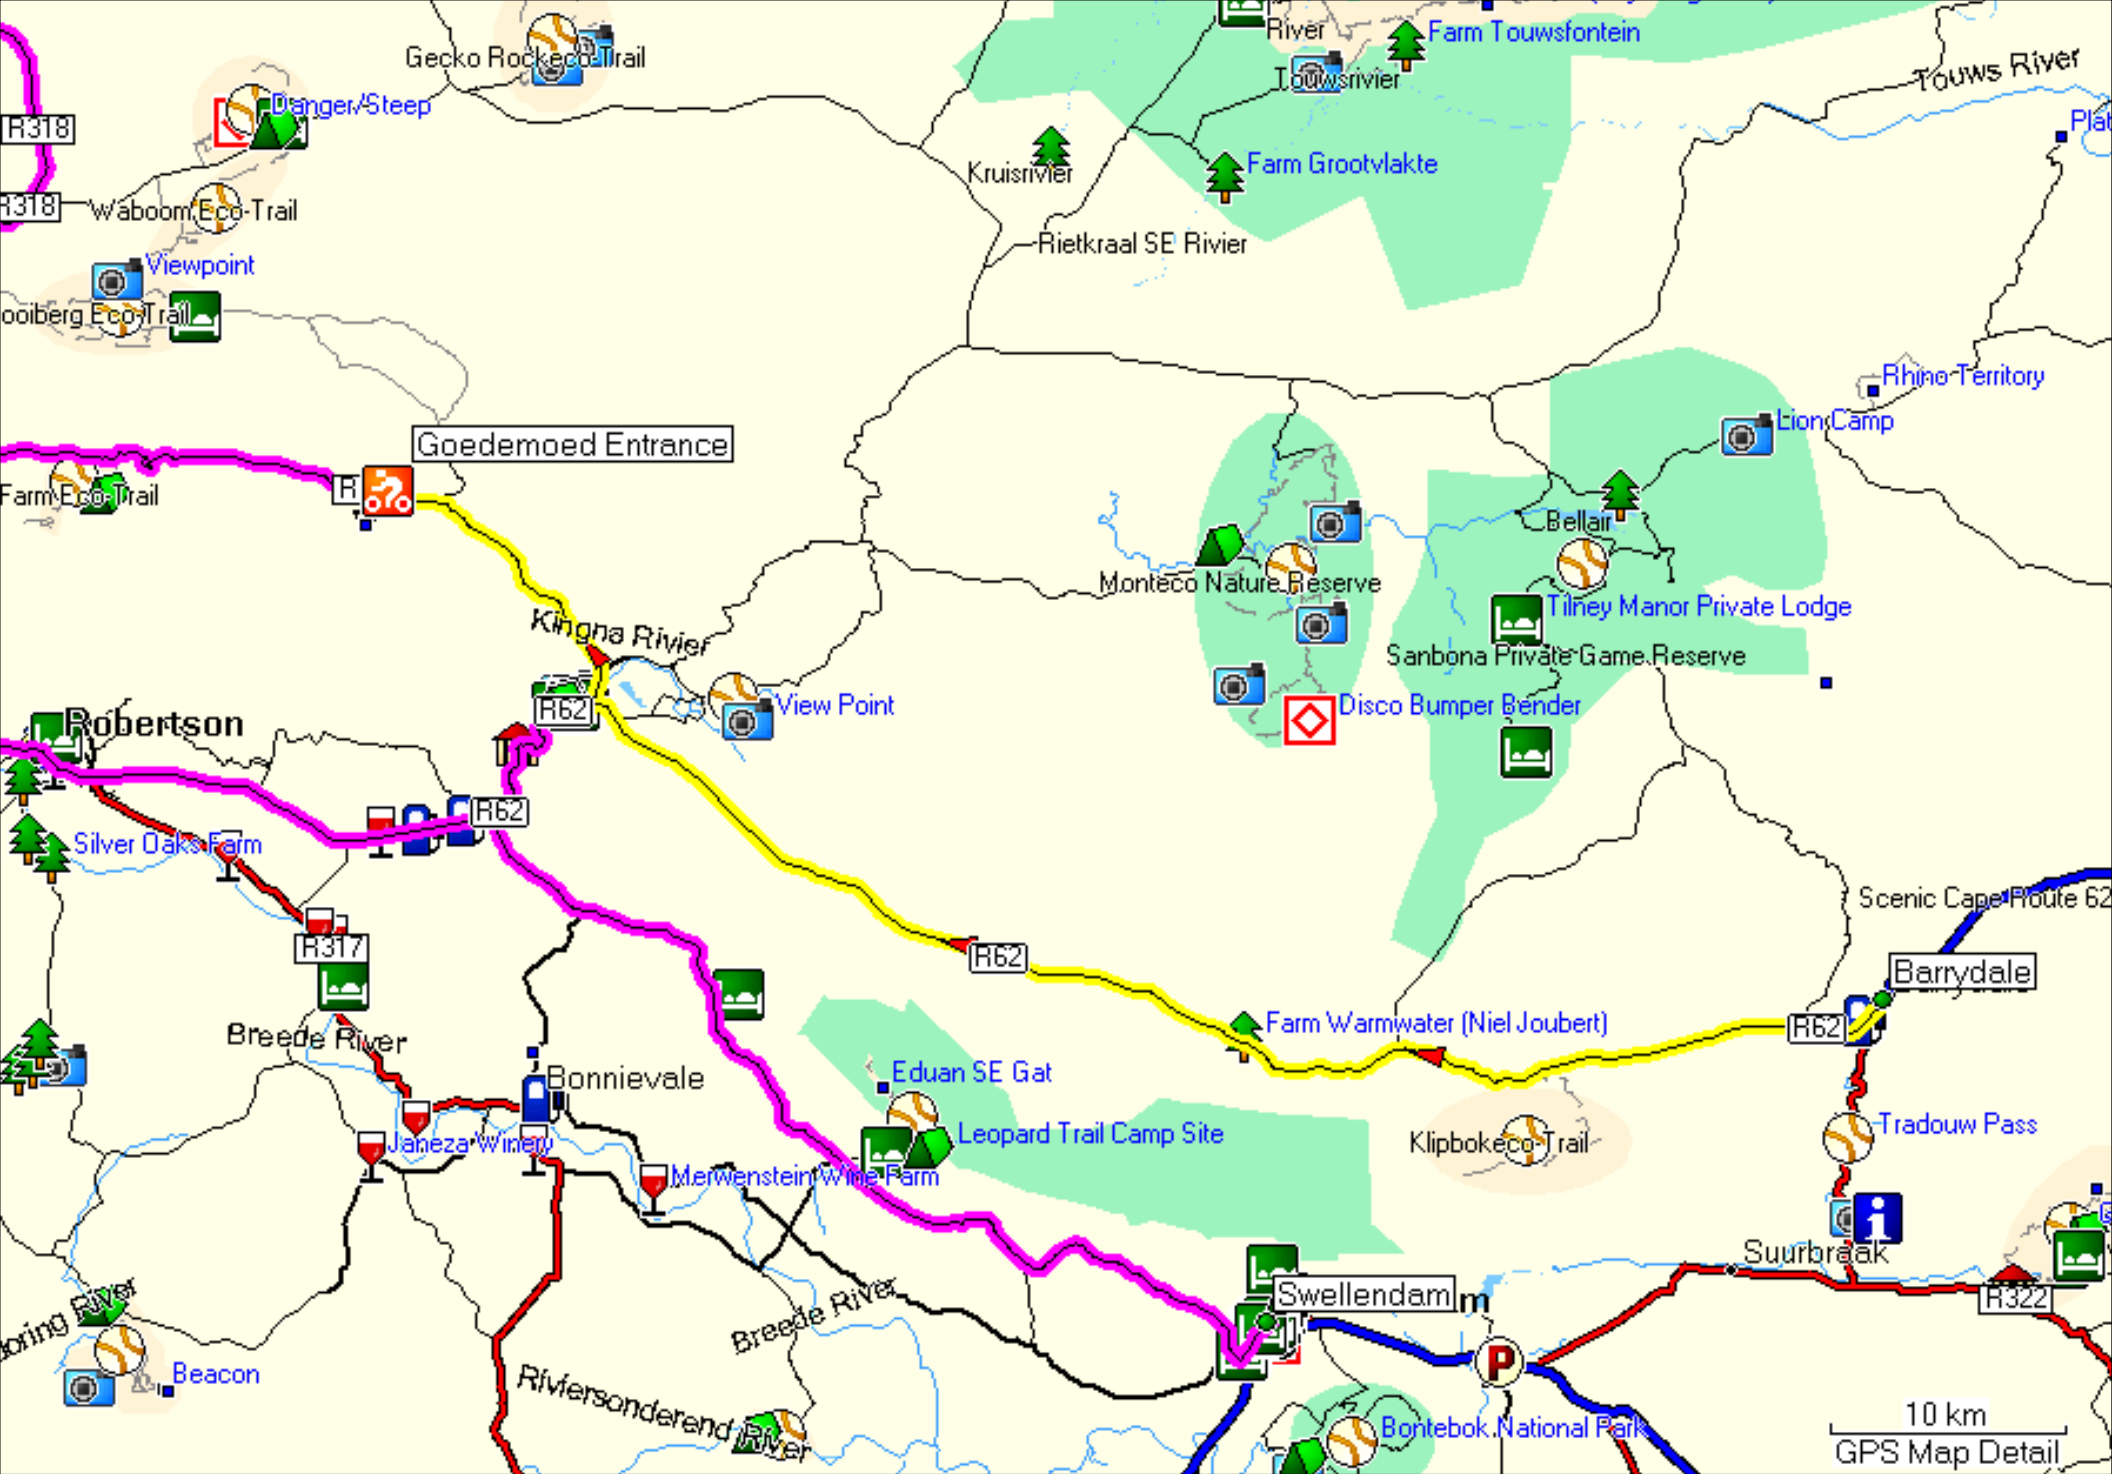 River
Farm Touwsfontein
Gecko Rockeco-Trail
Touwsrivier
Touws River
Danger/Steep
R318
Kruisrivier
Farm Grootvlakte
R318
Waboom Eco-Trail
Rietkraal SE Rivier
Viewpoint
ooiberg Eco-Trail
Rhino Territory
Lion Camp
Goedemoed Entrance
R
Farm Eco-Trail
Bellair
Monteco Nature Reserve
Tilney Manor Private Lodge
Kingna Rivier
Sanbona Private Game Reserve
View Point
Disco Bumper Bender
R62
Robertson
R62
Silver Oaks Farm
Scenic Cape Route 62
R317
R62
Barrydale
Farm Warmwater (Niel Joubert)
R62
Breede River
Eduan SE Gat
Bonnievale
Leopard Trail Camp Site
Janeza Winery
Klipbokeco-Trail
Tradouw Pass
Merwenstein Wine Farm
Suurbraak
Swellendam
R322
oring River
Breede River
P
Beacon
Riviersonderend River
Bontebok National Park
10 km
GPS Map Detail